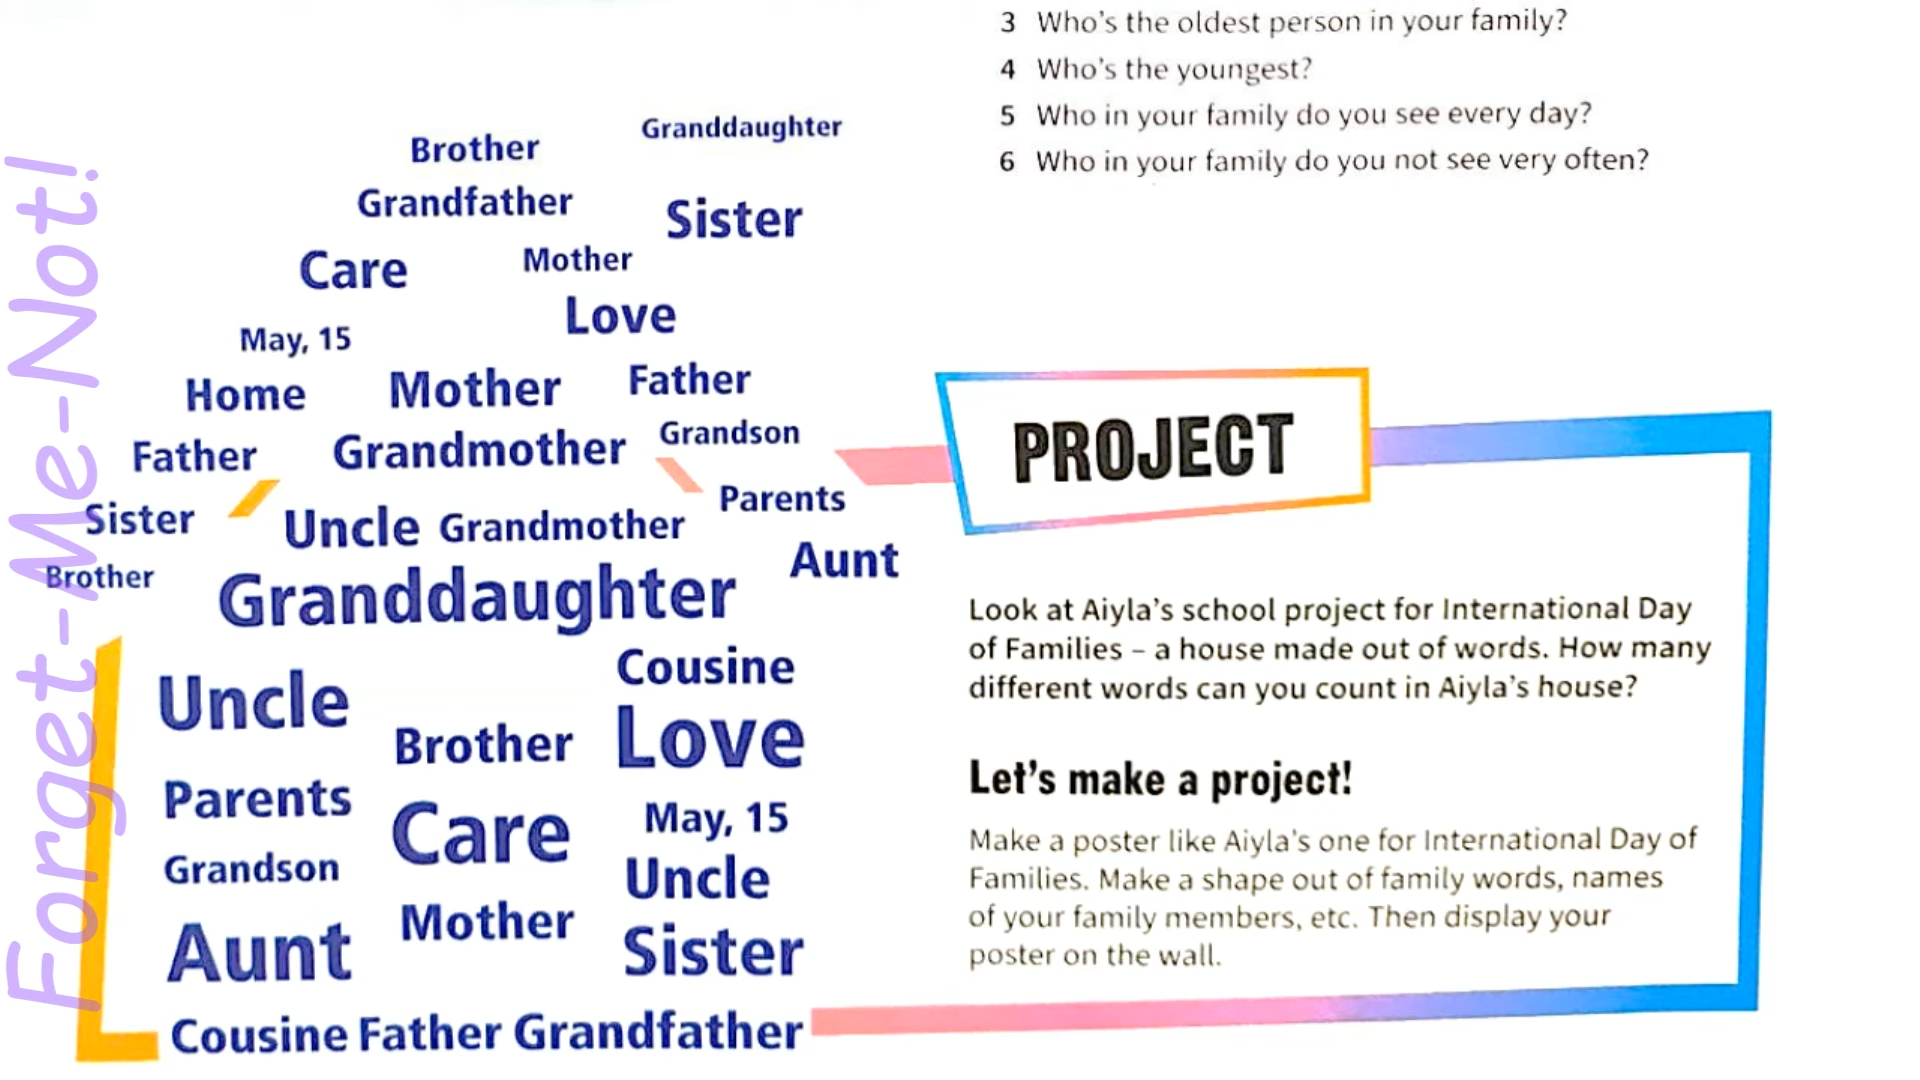 Forget-Me-Not!
Brother Granddaughter
Grandfather Sister
Care Mother
Love
May, 15
Home Mother Father
Father Grandmother Grandson
Sister Uncle Grandmother Parents
Aunt
Brother Granddaughter
Cousine
Uncle
Brother Love
Parents
Care May, 15
Grandson Uncle
Aunt Mother Sister
Cousine Father Grandfather
3 Who's the oldest person in your family?
4 Who's the youngest?
5 Who in your family do you see every day?
6 Who in your family do you not see very often?
PROJECT
Look at Aiyla's school project for International Day
of Families – a house made out of words. How many
different words can you count in Aiyla's house?
Let's make a project!
Make a poster like Aiyla's one for International Day of
Families. Make a shape out of family words, names
of your family members, etc. Then display your
poster on the wall.